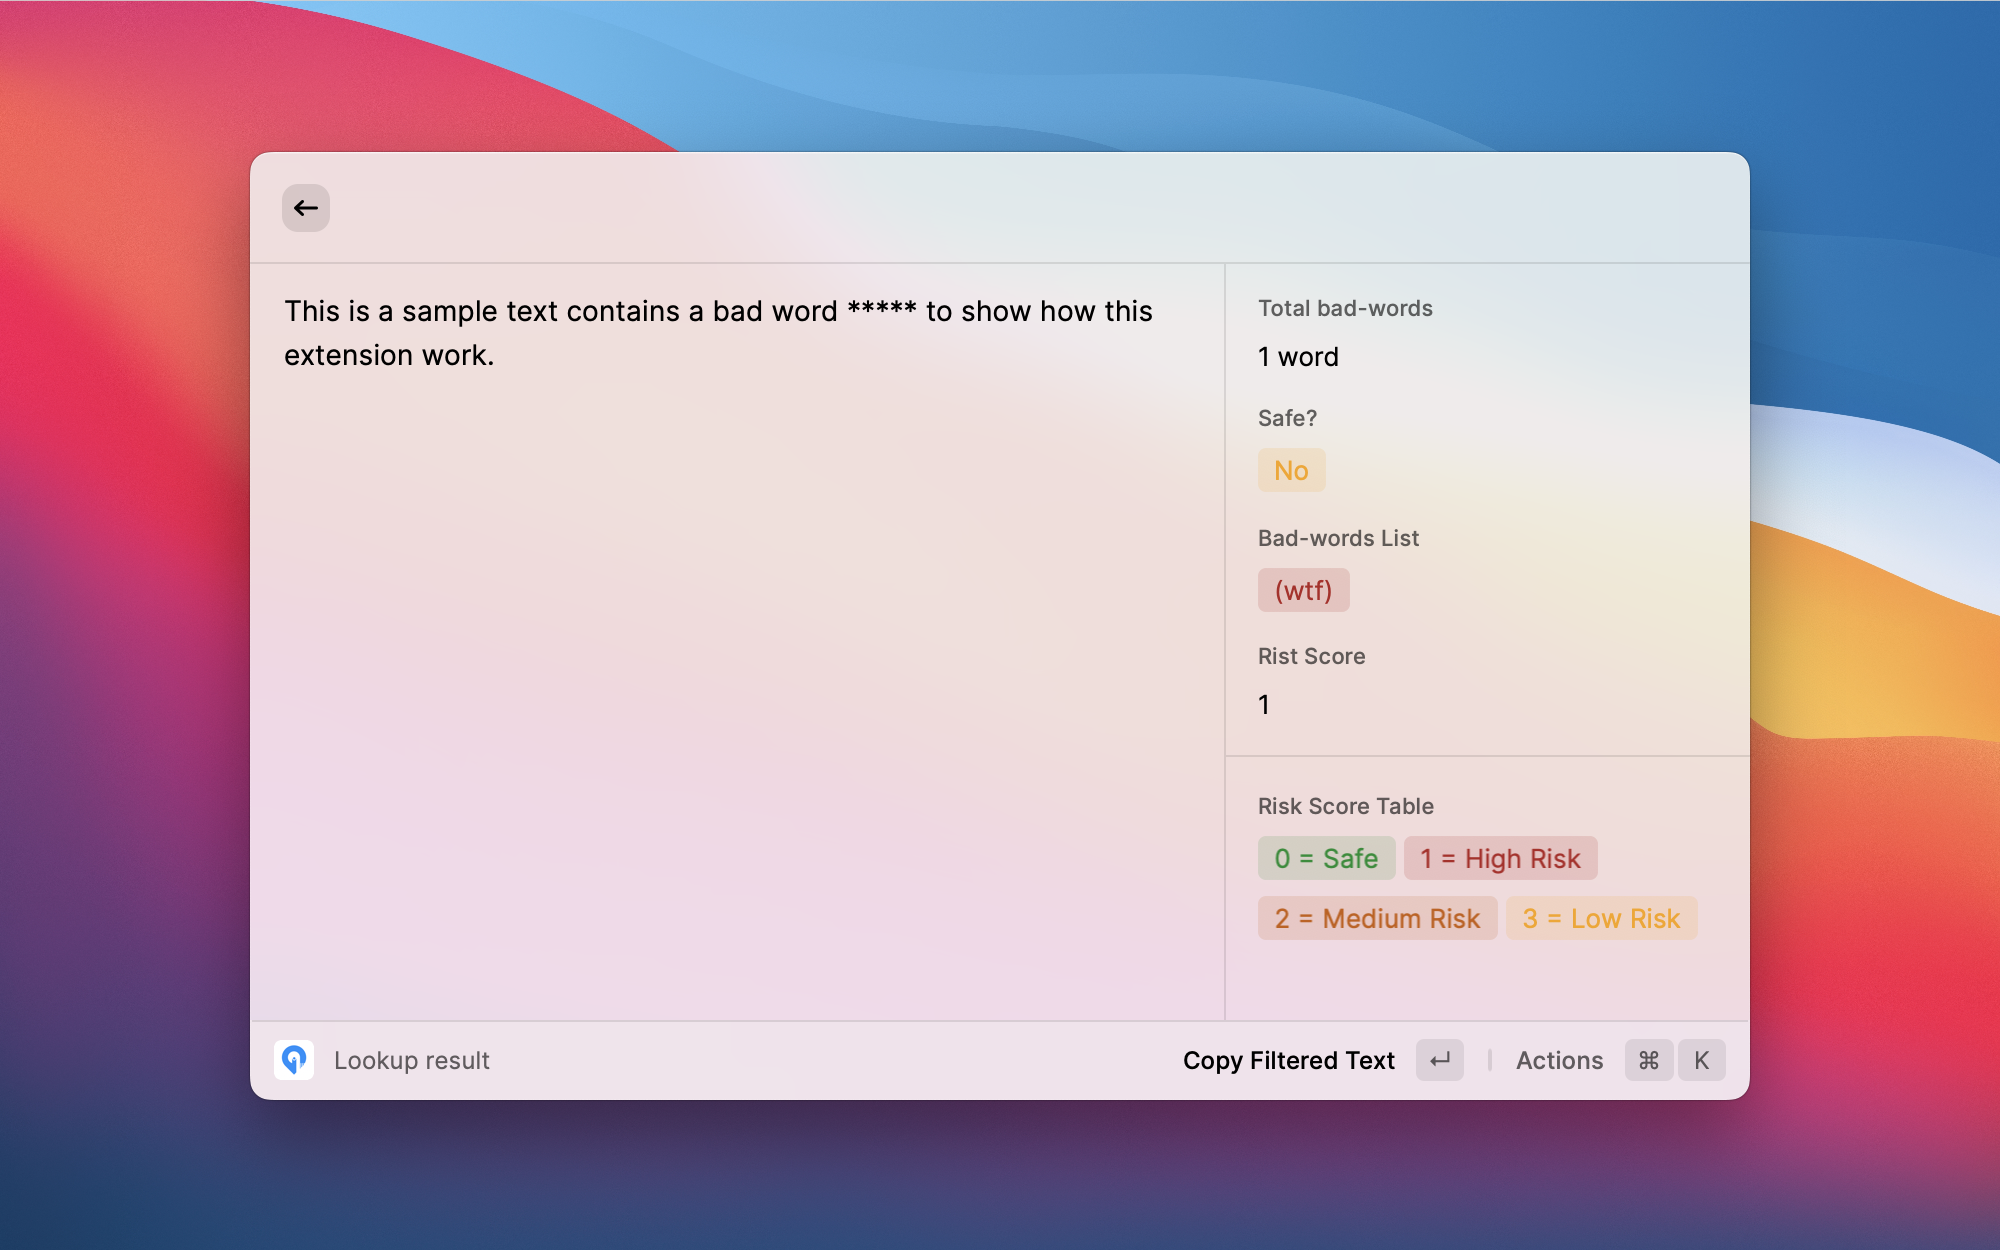 This is a sample text contains a bad word ***** to show how this
extension work.
Total bad-words
1 word
Safe?
No
Bad-words List
(wtf)
Rist Score
1
Risk Score Table
0 = Safe 1 = High Risk
2 = Medium Risk 3 = Low Risk
Lookup result Copy Filtered Text ↵ | Actions ⌘ K